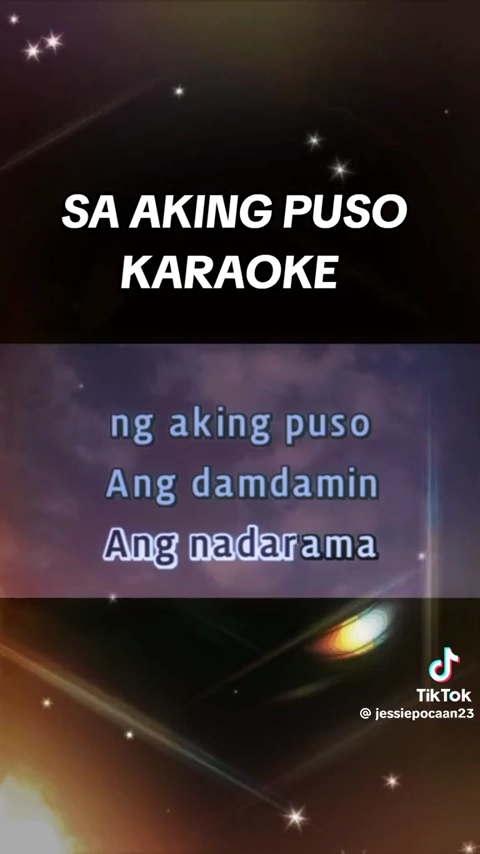 SA AKING PUSO
KARAOKE
ng aking puso
Ang damdamin
Ang nadarama
TikTok
@ jessiepocaan23